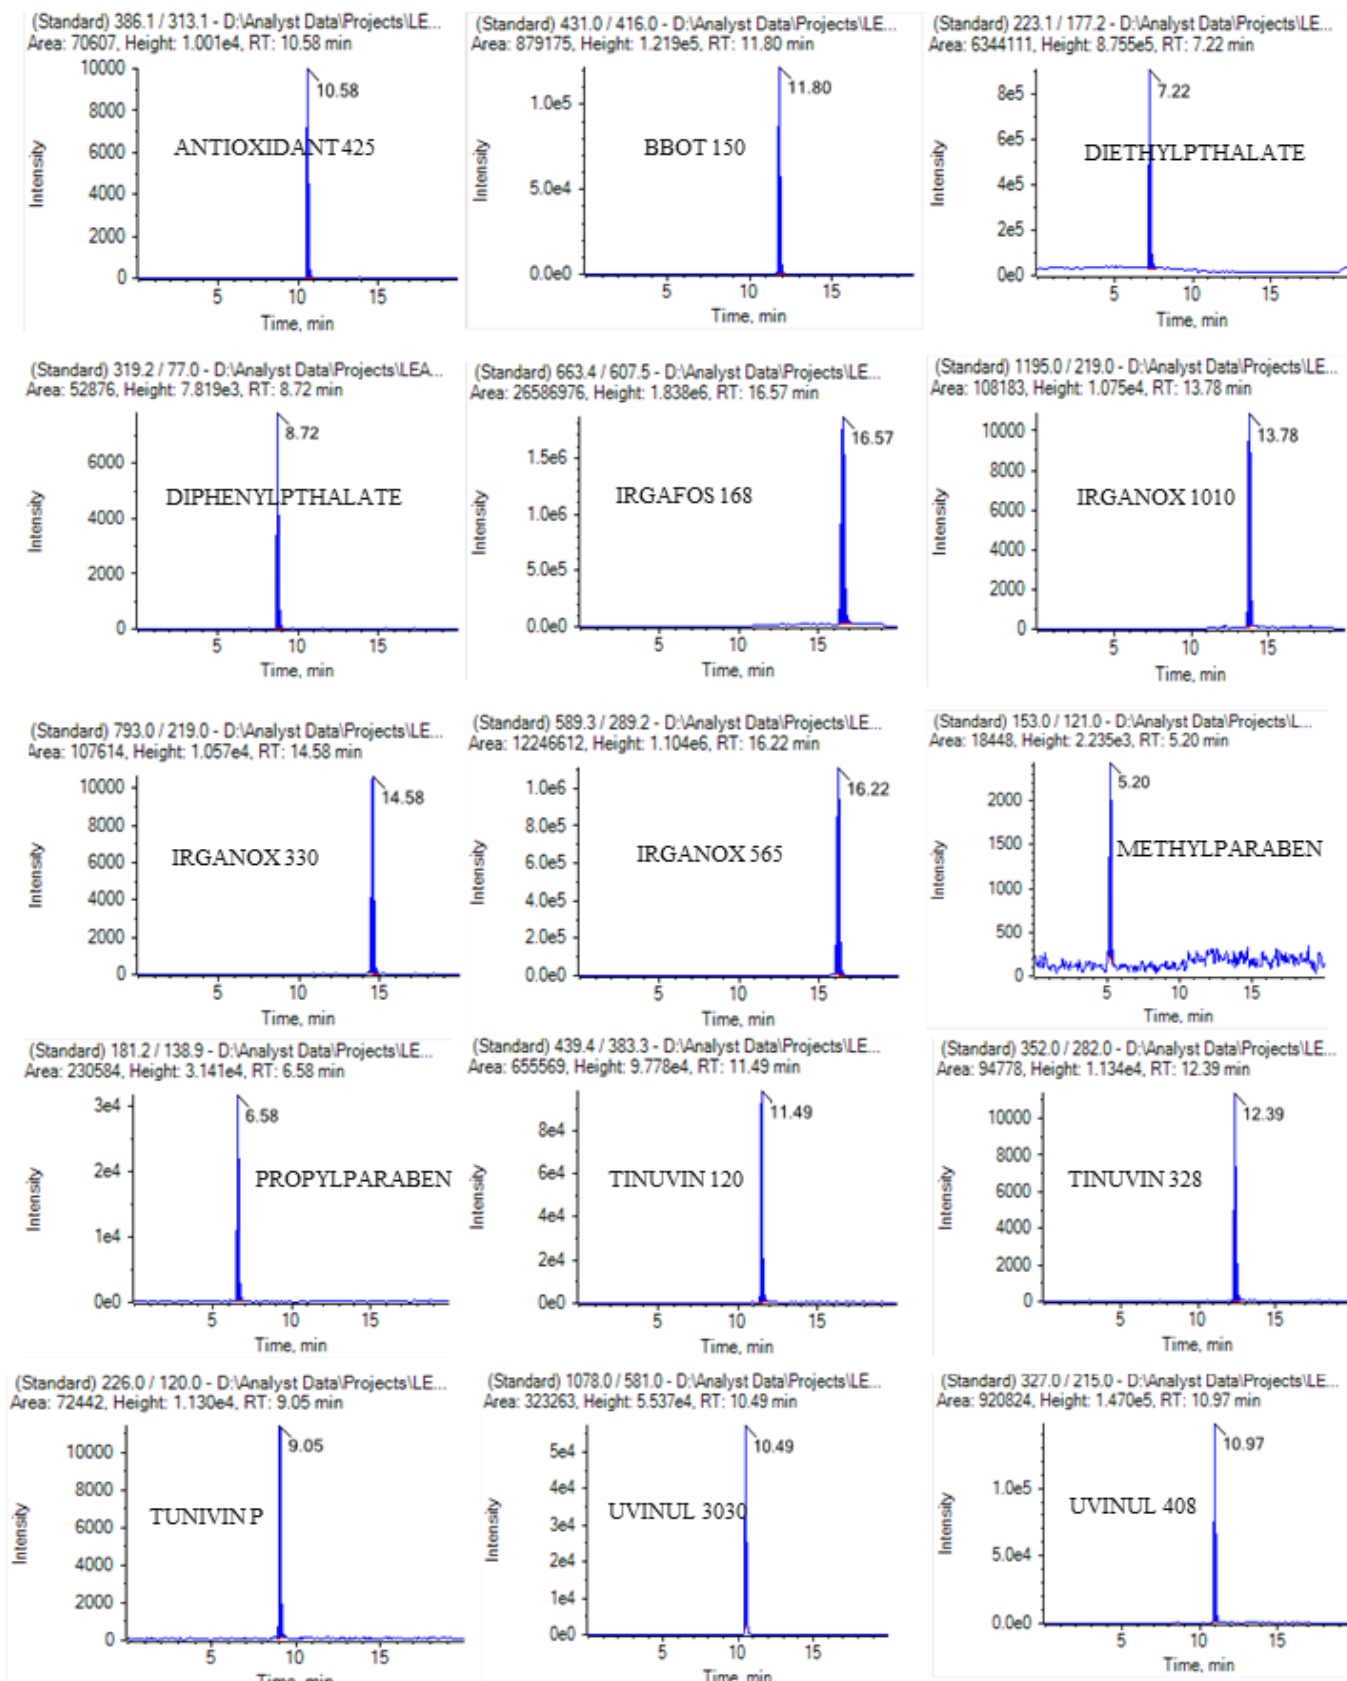 (Standard) 386.1 / 313.1 - D:\Analyst Data\Projects\LE...
Area: 70607, Height: 1.001e4, RT: 10.58 min
10000
8000
6000
4000
2000
0
Intensity
10.58
ANTIOXIDANT 425
5 10 15
Time, min
(Standard) 431.0 / 416.0 - D:\Analyst Data\Projects\LE...
Area: 879175, Height: 1.219e5, RT: 11.80 min
1.0e5
5.0e4
0.0e0
Intensity
11.80
BBOT 150
5 10 15
Time, min
(Standard) 223.1 / 177.2 - D:\Analyst Data\Projects\LE...
Area: 6344111, Height: 8.755e5, RT: 7.22 min
8e5
6e5
4e5
2e5
0e0
Intensity
7.22
DIETHYLPTHALATE
5 10 15
Time, min
(Standard) 319.2 / 77.0 - D:\Analyst Data\Projects\LEA...
Area: 52876, Height: 7.819e3, RT: 8.72 min
6000
4000
2000
0
Intensity
8.72
DIPHENYLPTHALATE
5 10 15
Time, min
(Standard) 663.4 / 607.5 - D:\Analyst Data\Projects\LE...
Area: 26586976, Height: 1.838e6, RT: 16.57 min
1.5e6
1.0e6
5.0e5
0.0e0
Intensity
16.57
IRGAFOS 168
5 10 15
Time, min
(Standard) 1195.0 / 219.0 - D:\Analyst Data\Projects\LE...
Area: 108183, Height: 1.075e4, RT: 13.78 min
10000
8000
6000
4000
2000
0
Intensity
13.78
IRGANOX 1010
5 10 15
Time, min
(Standard) 793.0 / 219.0 - D:\Analyst Data\Projects\LE...
Area: 107614, Height: 1.057e4, RT: 14.58 min
10000
8000
6000
4000
2000
0
Intensity
14.58
IRGANOX 330
5 10 15
Time, min
(Standard) 589.3 / 289.2 - D:\Analyst Data\Projects\LE...
Area: 12246612, Height: 1.104e6, RT: 16.22 min
1.0e6
8.0e5
6.0e5
4.0e5
2.0e5
0.0e0
Intensity
16.22
IRGANOX 565
5 10 15
Time, min
(Standard) 153.0 / 121.0 - D:\Analyst Data\Projects\L...
Area: 18448, Height: 2.235e3, RT: 5.20 min
2000
1500
1000
500
0
Intensity
5.20
METHYLPARABEN
5 10 15
Time, min
(Standard) 181.2 / 138.9 - D:\Analyst Data\Projects\LE...
Area: 230584, Height: 3.141e4, RT: 6.58 min
3e4
2e4
1e4
0e0
Intensity
6.58
PROPYLPARABEN
5 10 15
Time, min
(Standard) 439.4 / 383.3 - D:\Analyst Data\Projects\LE...
Area: 655569, Height: 9.778e4, RT: 11.49 min
8e4
6e4
4e4
2e4
0e0
Intensity
11.49
TINUVIN 120
5 10 15
Time, min
(Standard) 352.0 / 282.0 - D:\Analyst Data\Projects\LE...
Area: 94778, Height: 1.134e4, RT: 12.39 min
10000
8000
6000
4000
2000
0
Intensity
12.39
TINUVIN 328
5 10 15
Time, min
(Standard) 226.0 / 120.0 - D:\Analyst Data\Projects\LE...
Area: 72442, Height: 1.130e4, RT: 9.05 min
10000
8000
6000
4000
2000
0
Intensity
9.05
TUNIVIN P
5 10 15
Time, min
(Standard) 1078.0 / 581.0 - D:\Analyst Data\Projects\LE...
Area: 323263, Height: 5.537e4, RT: 10.49 min
5e4
4e4
3e4
2e4
1e4
0e0
Intensity
10.49
UVINUL 3030
5 10 15
Time, min
(Standard) 327.0 / 215.0 - D:\Analyst Data\Projects\LE...
Area: 920824, Height: 1.470e5, RT: 10.97 min
1.0e5
5.0e4
0.0e0
Intensity
10.97
UVINUL 408
5 10 15
Time, min